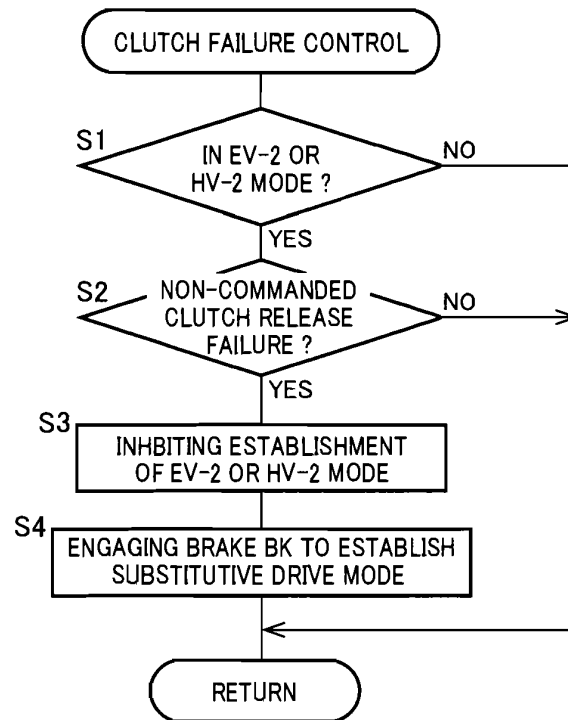 CLUTCH FAILURE CONTROL
S1
IN EV-2 OR
HV-2 MODE ?
NO
YES
S2
NON-COMMANDED
CLUTCH RELEASE
FAILURE ?
NO
YES
S3
INHBITING ESTABLISHMENT
OF EV-2 OR HV-2 MODE
S4
ENGAGING BRAKE BK TO ESTABLISH
SUBSTITUTIVE DRIVE MODE
RETURN